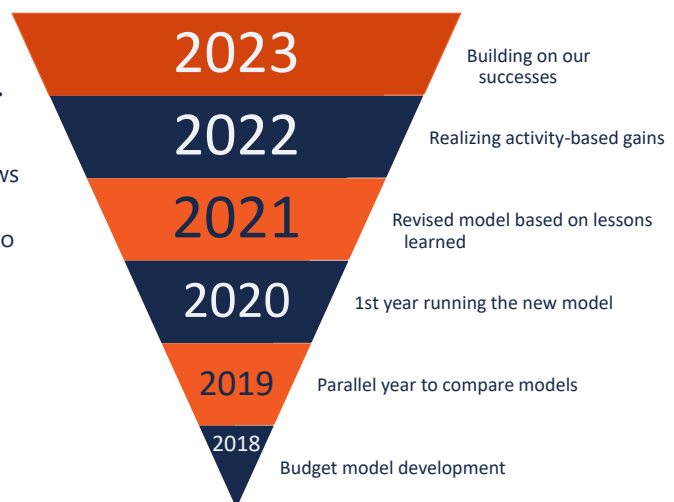 2023
Building on our
successes
.
2022
Realizing activity-based gains
ws
2021
Revised model based on lessons
learned
o
2020
1st year running the new model
2019
Parallel year to compare models
2018
Budget model development